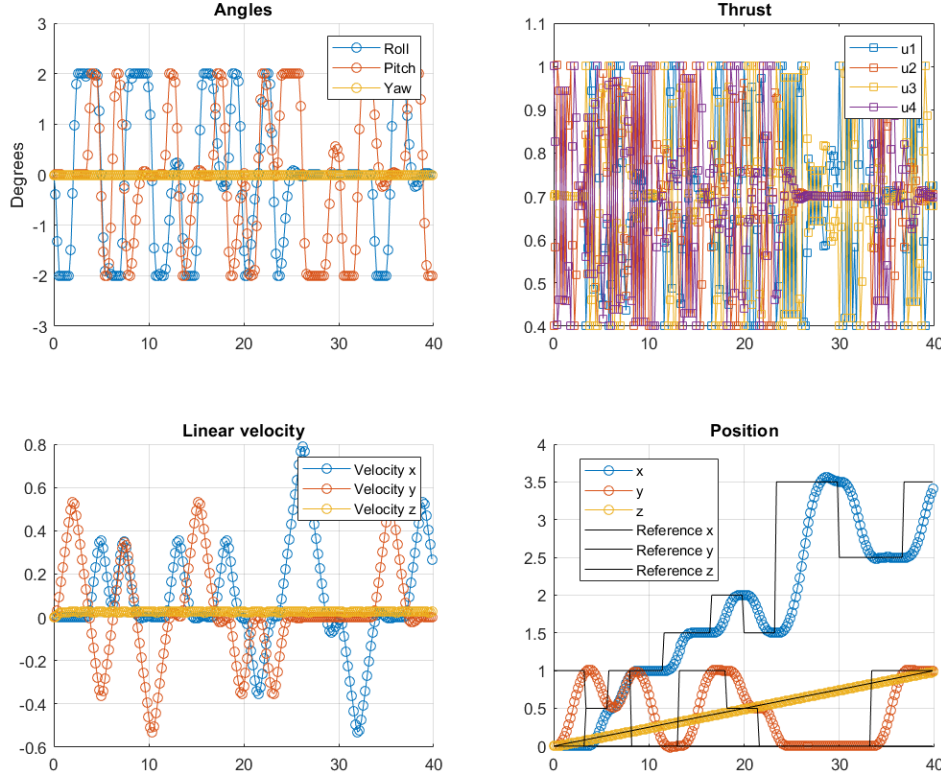 Angles
3
2
1
0
-1
-2
-3
Degrees
0
10
20
30
40
Roll
Pitch
Yaw
Thrust
1.1
1
0.9
0.8
0.7
0.6
0.5
0.4
0
10
20
30
40
u1
u2
u3
u4
Linear velocity
0.8
0.6
0.4
0.2
0
-0.2
-0.4
-0.6
0
10
20
30
40
Velocity x
Velocity y
Velocity z
Position
4
3.5
3
2.5
2
1.5
1
0.5
0
0
10
20
30
40
x
y
z
Reference x
Reference y
Reference z